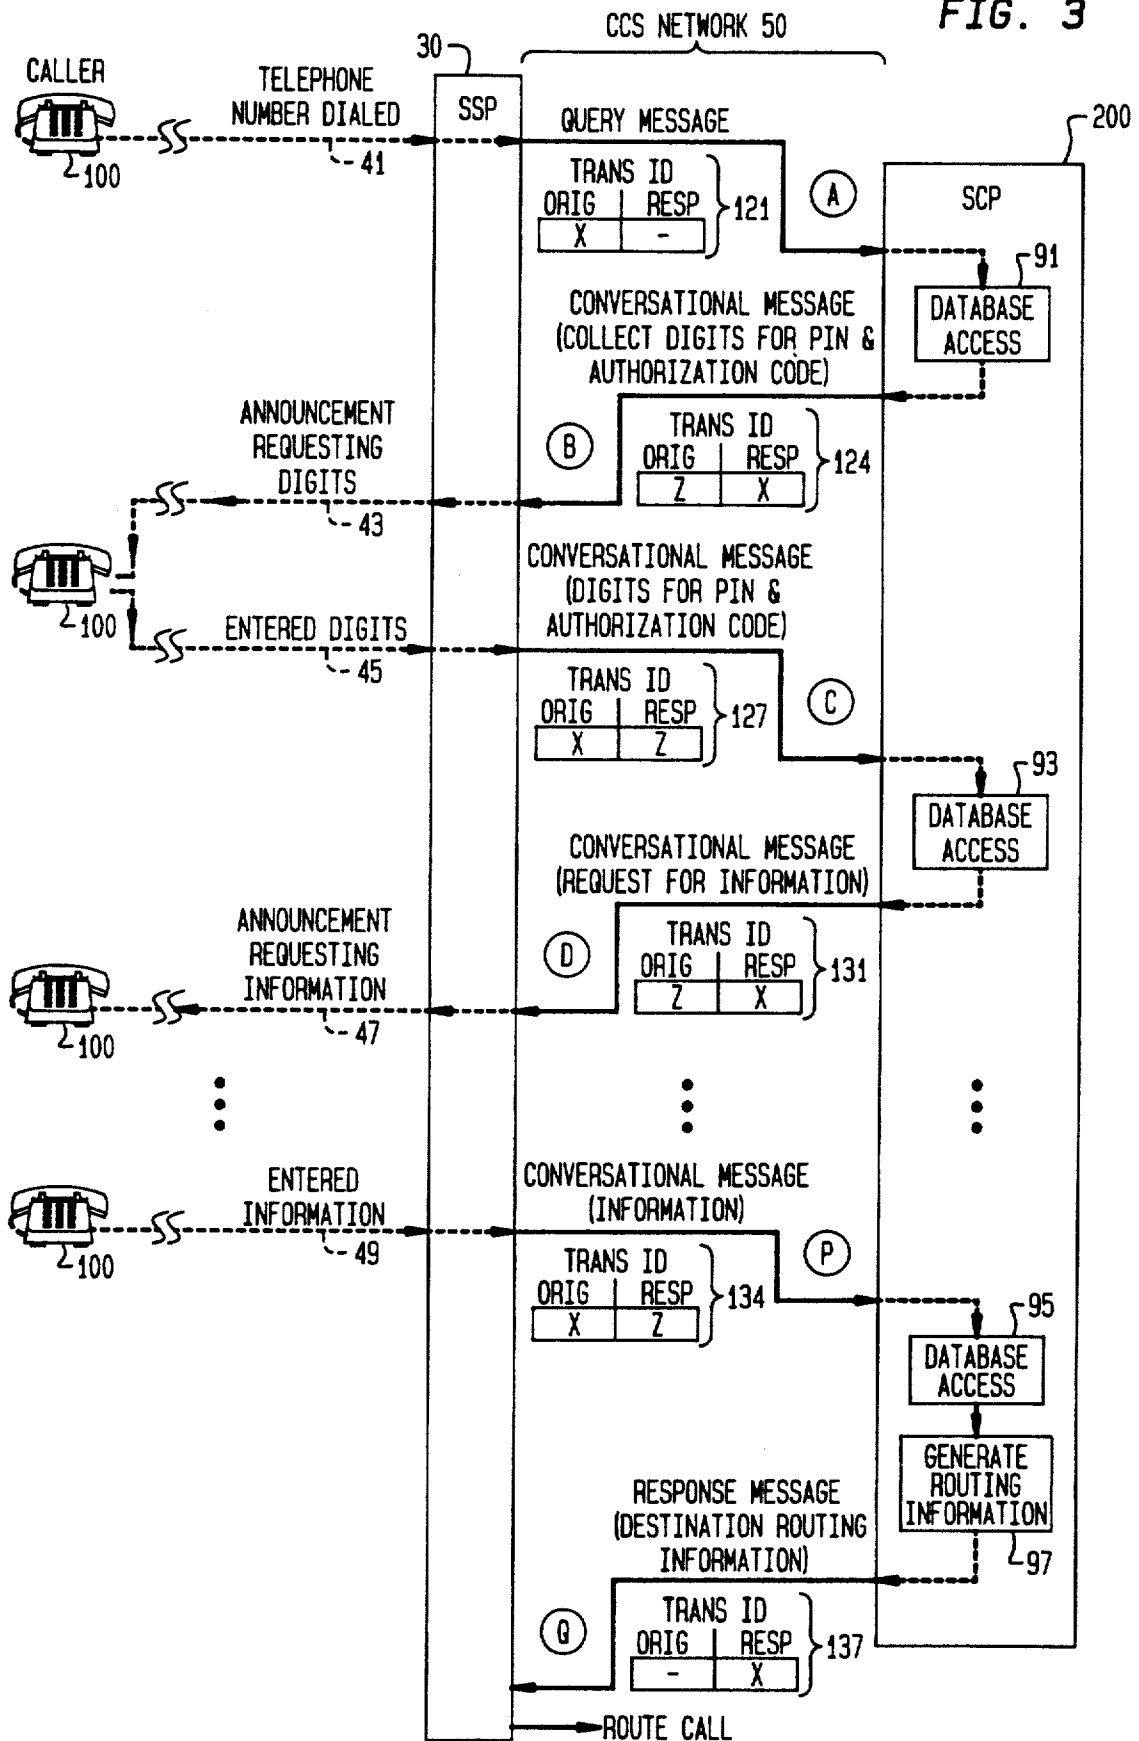 FIG. 3
CCS NETWORK 50
30
CALLER
TELEPHONE
NUMBER DIALED
SSP
QUERY MESSAGE
200
100
41
TRANS ID
ORIG RESP
X -
121
A
SCP
91
DATABASE
ACCESS
CONVERSATIONAL MESSAGE
(COLLECT DIGITS FOR PIN &
AUTHORIZATION CODE)
ANNOUNCEMENT
REQUESTING
DIGITS
B
TRANS ID
ORIG RESP
Z X
124
43
100
CONVERSATIONAL MESSAGE
(DIGITS FOR PIN &
AUTHORIZATION CODE)
ENTERED DIGITS
45
TRANS ID
ORIG RESP
X Z
127
C
93
DATABASE
ACCESS
CONVERSATIONAL MESSAGE
(REQUEST FOR INFORMATION)
ANNOUNCEMENT
REQUESTING
INFORMATION
D
TRANS ID
ORIG RESP
Z X
131
47
100
CONVERSATIONAL MESSAGE
(INFORMATION)
ENTERED
INFORMATION
49
100
TRANS ID
ORIG RESP
X Z
134
P
95
DATABASE
ACCESS
GENERATE
ROUTING
INFORMATION
97
RESPONSE MESSAGE
(DESTINATION ROUTING
INFORMATION)
Q
TRANS ID
ORIG RESP
- X
137
ROUTE CALL